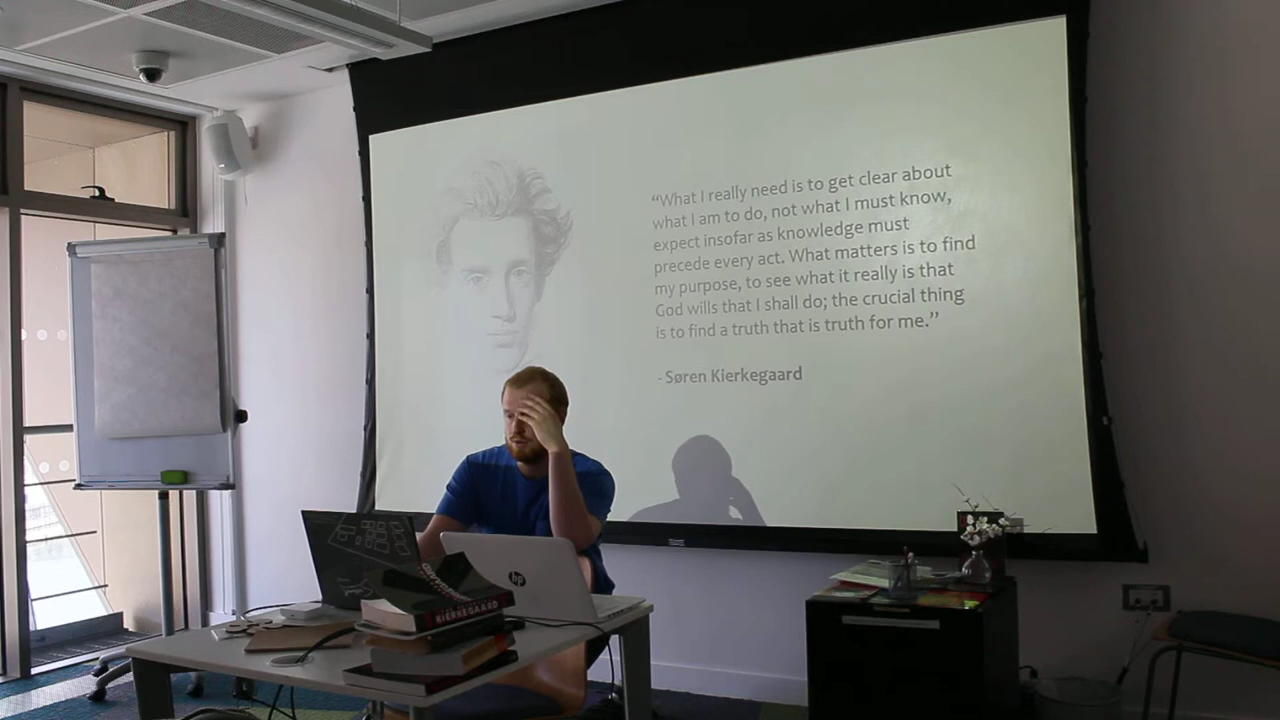 “What I really need is to get clear about
what I am to do, not what I must know,
expect insofar as knowledge must
precede every act. What matters is to find
my purpose, to see what it really is that
God wills that I shall do; the crucial thing
is to find a truth that is truth for me.”
- Søren Kierkegaard
hp
KIERKEGAARD